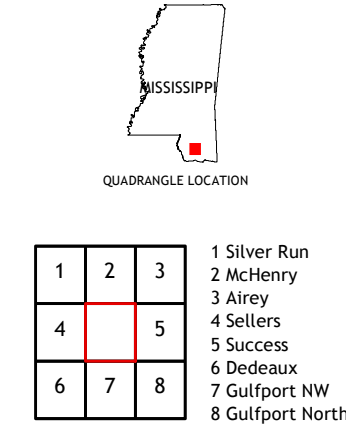 MISSISSIPPI
QUADRANGLE LOCATION
1 2 3
4 5
6 7 8
1 Silver Run
2 McHenry
3 Airey
4 Sellers
5 Success
6 Dedeaux
7 Gulfport NW
8 Gulfport North